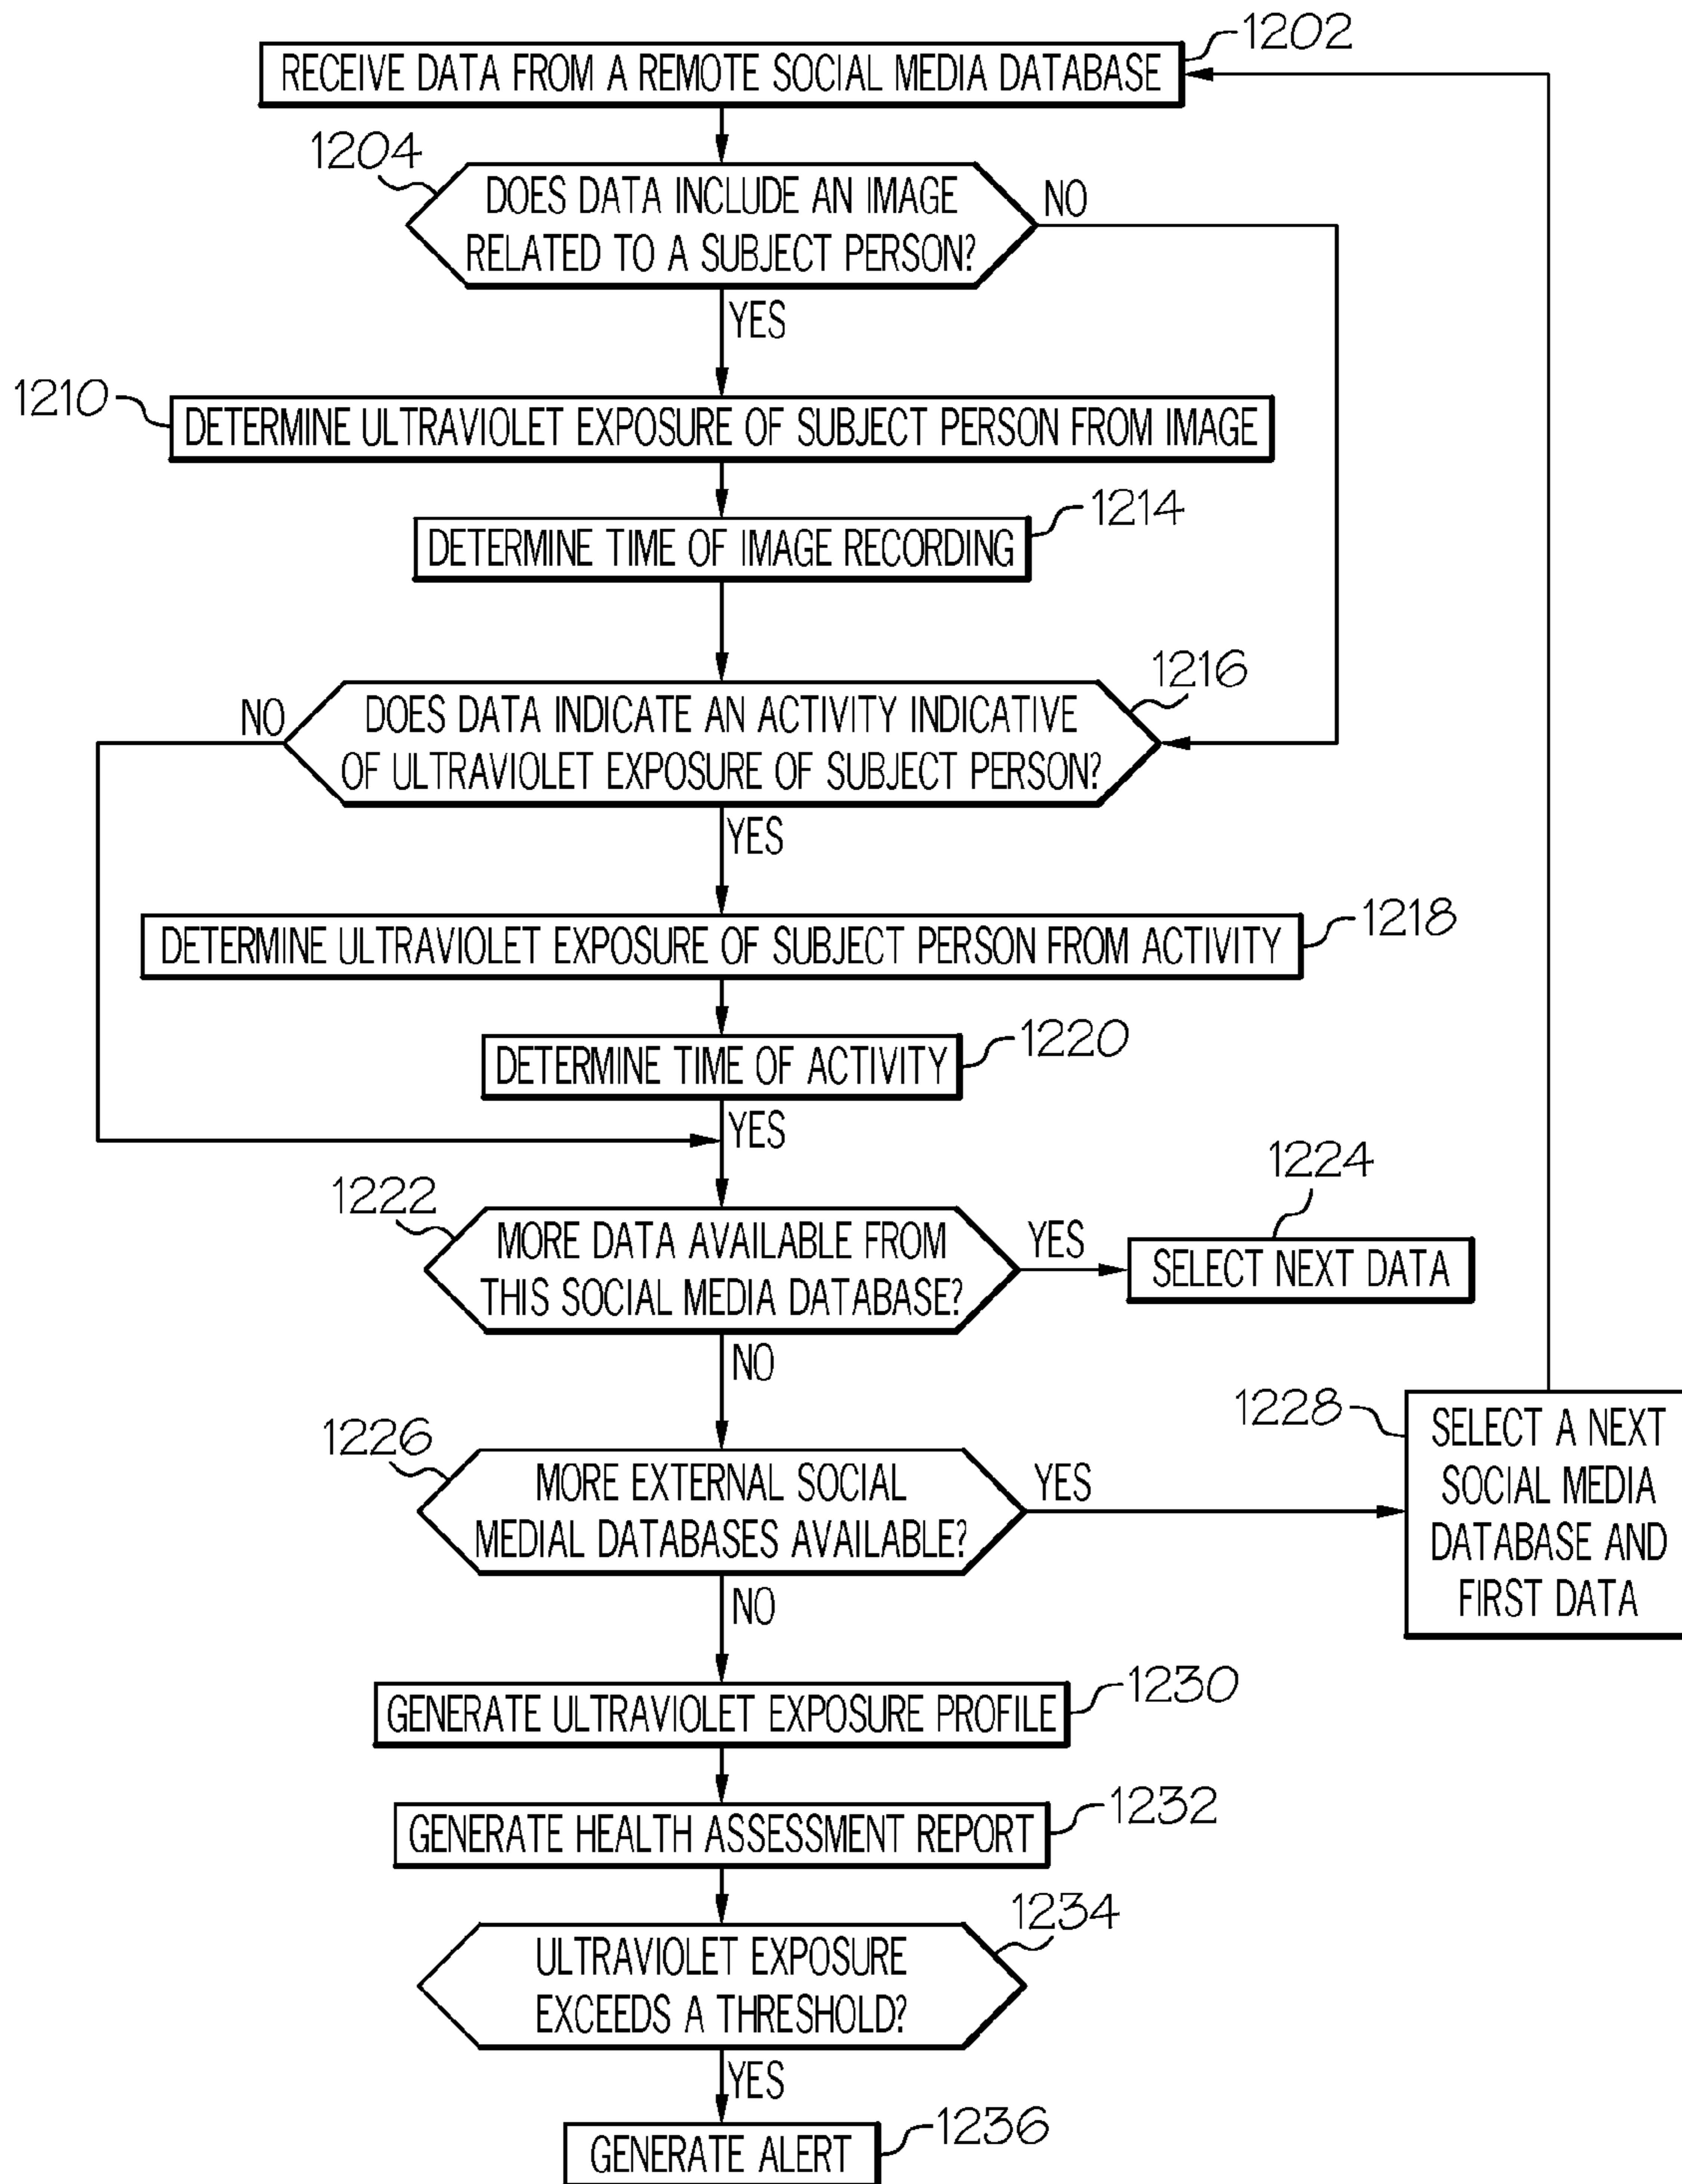 1202
RECEIVE DATA FROM A REMOTE SOCIAL MEDIA DATABASE
1204
DOES DATA INCLUDE AN IMAGE
RELATED TO A SUBJECT PERSON?
NO
YES
1210
DETERMINE ULTRAVIOLET EXPOSURE OF SUBJECT PERSON FROM IMAGE
1214
DETERMINE TIME OF IMAGE RECORDING
1216
NO
DOES DATA INDICATE AN ACTIVITY INDICATIVE
OF ULTRAVIOLET EXPOSURE OF SUBJECT PERSON?
YES
1218
DETERMINE ULTRAVIOLET EXPOSURE OF SUBJECT PERSON FROM ACTIVITY
1220
DETERMINE TIME OF ACTIVITY
YES
1222
MORE DATA AVAILABLE FROM
THIS SOCIAL MEDIA DATABASE?
YES
1224
SELECT NEXT DATA
NO
1226
MORE EXTERNAL SOCIAL
MEDIAL DATABASES AVAILABLE?
YES
1228
SELECT A NEXT
SOCIAL MEDIA
DATABASE AND
FIRST DATA
NO
1230
GENERATE ULTRAVIOLET EXPOSURE PROFILE
1232
GENERATE HEALTH ASSESSMENT REPORT
1234
ULTRAVIOLET EXPOSURE
EXCEEDS A THRESHOLD?
YES
1236
GENERATE ALERT